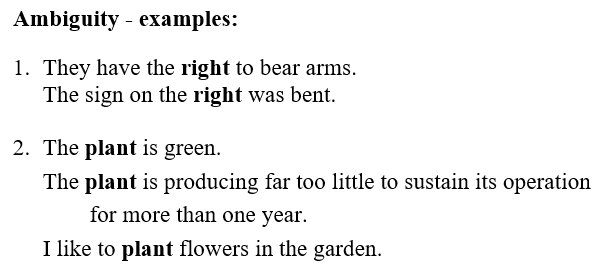 Ambiguity - examples:
1. They have the right to bear arms.
The sign on the right was bent.
2. The plant is green.
The plant is producing far too little to sustain its operation
for more than one year.
I like to plant flowers in the garden.